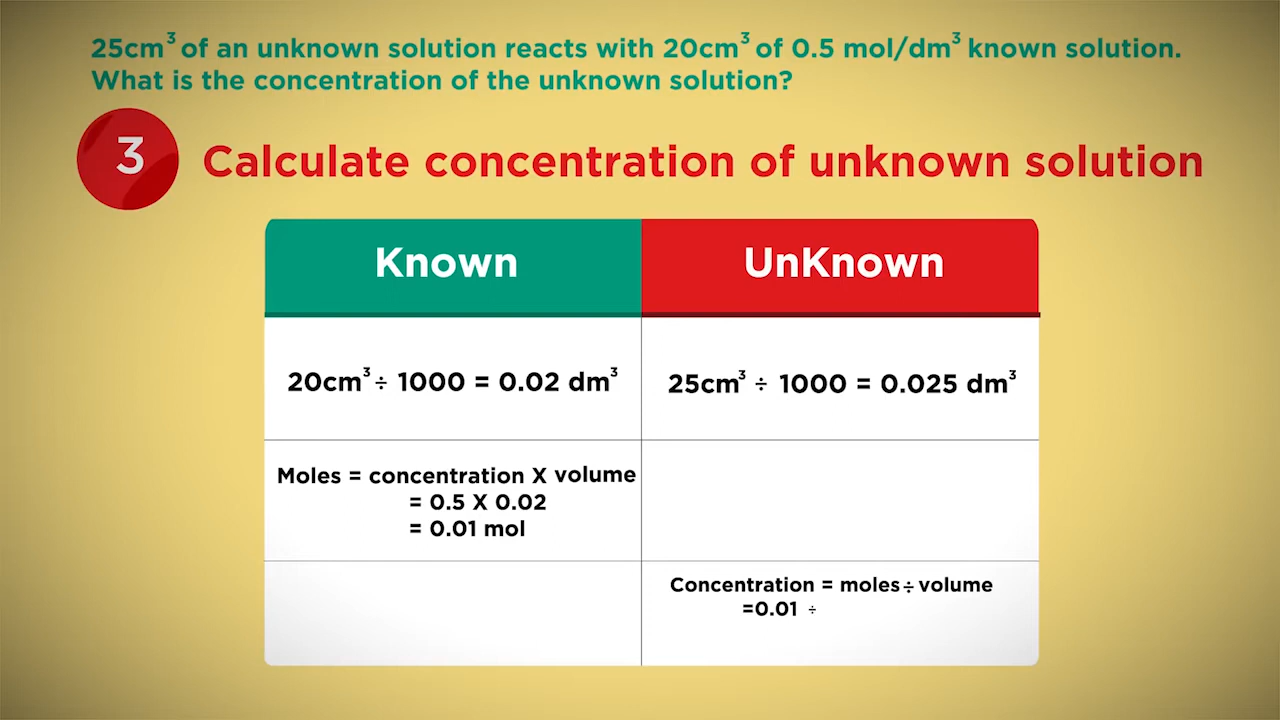 25cm³ of an unknown solution reacts with 20cm³ of 0.5 mol/dm³ known solution.
What is the concentration of the unknown solution?
3
Calculate concentration of unknown solution
Known
UnKnown
20cm³ ÷ 1000 = 0.02 dm³
25cm³ ÷ 1000 = 0.025 dm³
Moles = concentration X volume
= 0.5 X 0.02
= 0.01 mol
Concentration = moles ÷ volume
=0.01 ÷